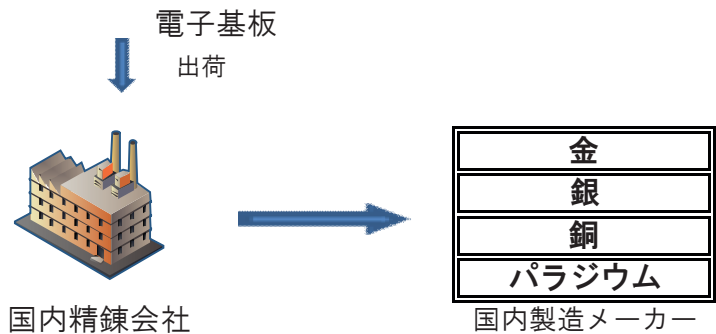 電子基板
出荷
金
銀
銅
パラジウム
国内精錬会社
国内製造メーカー